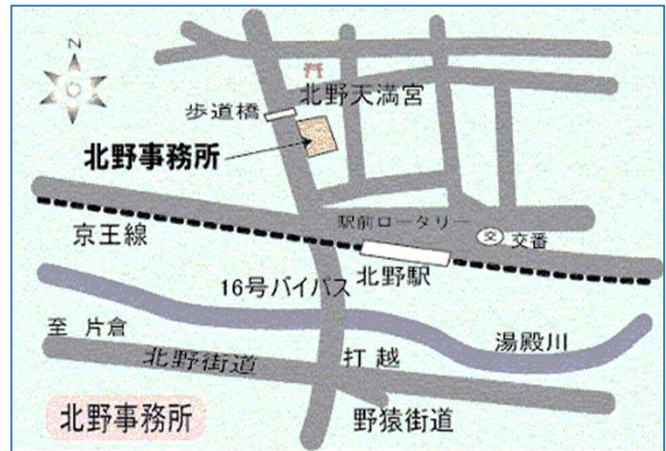 N
北野天満宮
歩道橋
北野事務所
駅前ロータリー
交 交番
京王線
北野駅
16号バイパス
至 片倉
湯殿川
北野街道
打越
北野事務所
野猿街道